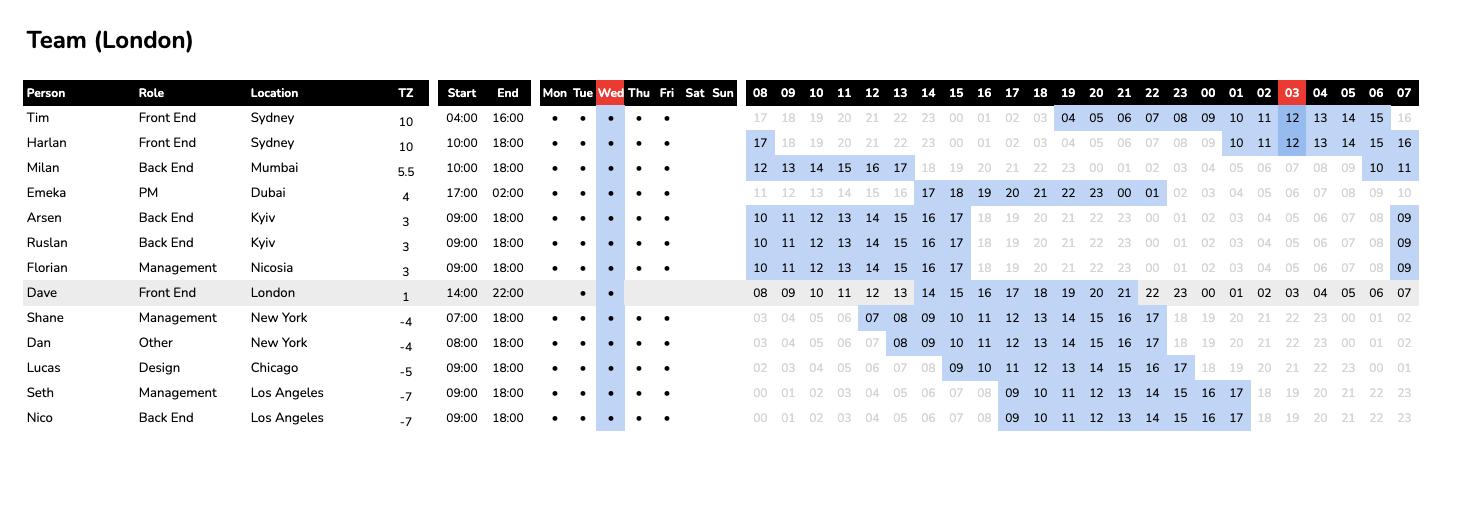 Team (London)
Person Role Location TZ Start End Mon Tue Wed Thu Fri Sat Sun 08 09 10 11 12 13 14 15 16 17 18 19 20 21 22 23 00 01 02 03 04 05 06 07
Tim Front End Sydney 10 04:00 16:00 • • • • • 17 18 19 20 21 22 23 00 01 02 03 04 05 06 07 08 09 10 11 12 13 14 15 16
Harlan Front End Sydney 10 10:00 18:00 • • • • • 17 18 19 20 21 22 23 00 01 02 03 04 05 06 07 08 09 10 11 12 13 14 15 16
Milan Back End Mumbai 5.5 10:00 18:00 • • • • • 12 13 14 15 16 17 18 19 20 21 22 23 00 01 02 03 04 05 06 07 08 09 10 11
Emeka PM Dubai 4 17:00 02:00 • • • • • 11 12 13 14 15 16 17 18 19 20 21 22 23 00 01 02 03 04 05 06 07 08 09 10
Arsen Back End Kyiv 3 09:00 18:00 • • • • • 10 11 12 13 14 15 16 17 18 19 20 21 22 23 00 01 02 03 04 05 06 07 08 09
Ruslan Back End Kyiv 3 09:00 18:00 • • • • • 10 11 12 13 14 15 16 17 18 19 20 21 22 23 00 01 02 03 04 05 06 07 08 09
Florian Management Nicosia 3 09:00 18:00 • • • • • 10 11 12 13 14 15 16 17 18 19 20 21 22 23 00 01 02 03 04 05 06 07 08 09
Dave Front End London 1 14:00 22:00 • • 08 09 10 11 12 13 14 15 16 17 18 19 20 21 22 23 00 01 02 03 04 05 06 07
Shane Management New York -4 07:00 18:00 • • • • • 03 04 05 06 07 08 09 10 11 12 13 14 15 16 17 18 19 20 21 22 23 00 01 02
Dan Other New York -4 08:00 18:00 • • • • • 03 04 05 06 07 08 09 10 11 12 13 14 15 16 17 18 19 20 21 22 23 00 01 02
Lucas Design Chicago -5 09:00 18:00 • • • • • 02 03 04 05 06 07 08 09 10 11 12 13 14 15 16 17 18 19 20 21 22 23 00 01
Seth Management Los Angeles -7 09:00 18:00 • • • • • 00 01 02 03 04 05 06 07 08 09 10 11 12 13 14 15 16 17 18 19 20 21 22 23
Nico Back End Los Angeles -7 09:00 18:00 • • • • • 00 01 02 03 04 05 06 07 08 09 10 11 12 13 14 15 16 17 18 19 20 21 22 23